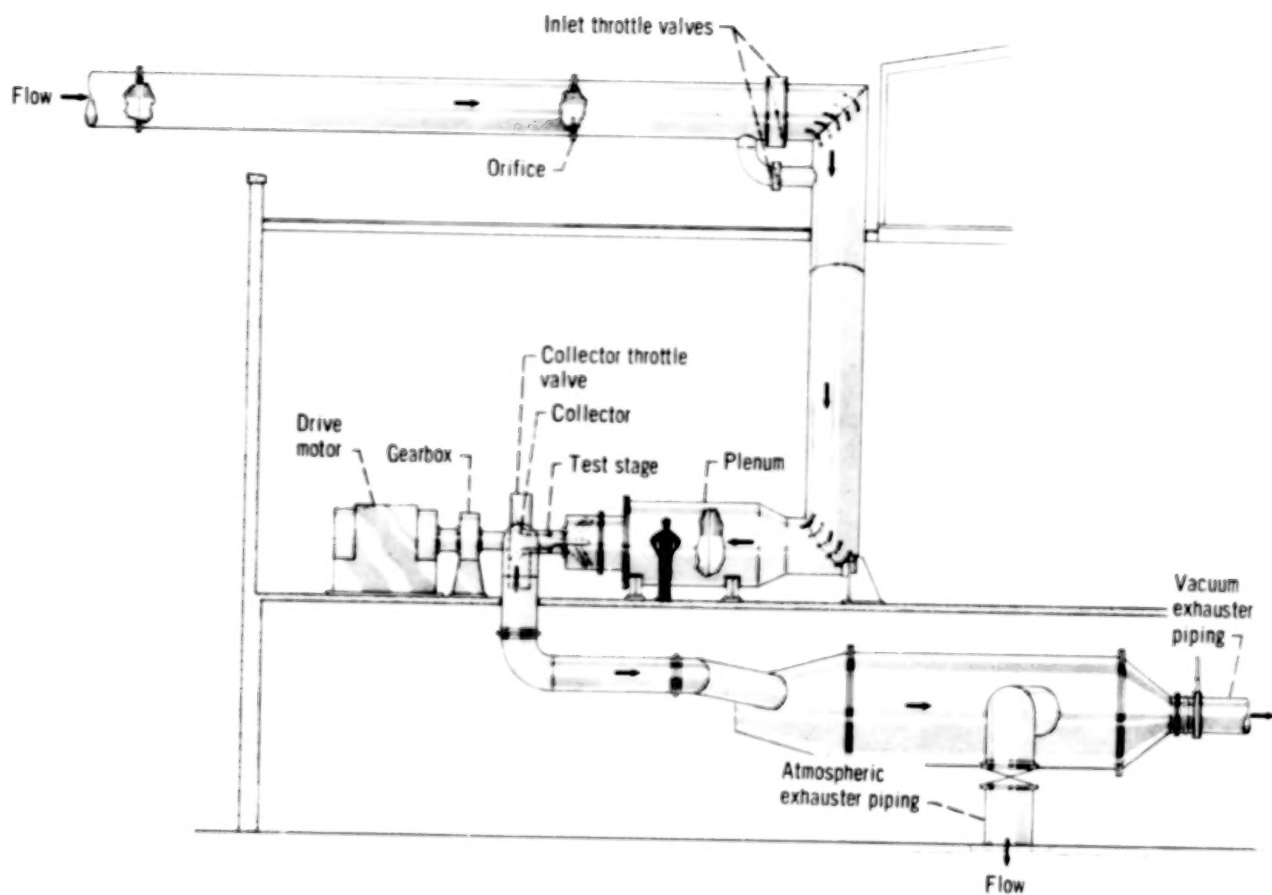 Inlet throttle valves
Flow
Orifice
Collector throttle
valve
Collector
Drive
motor
Gearbox
Test stage
Plenum
Vacuum
exhauster
piping
Atmospheric
exhauster piping
Flow